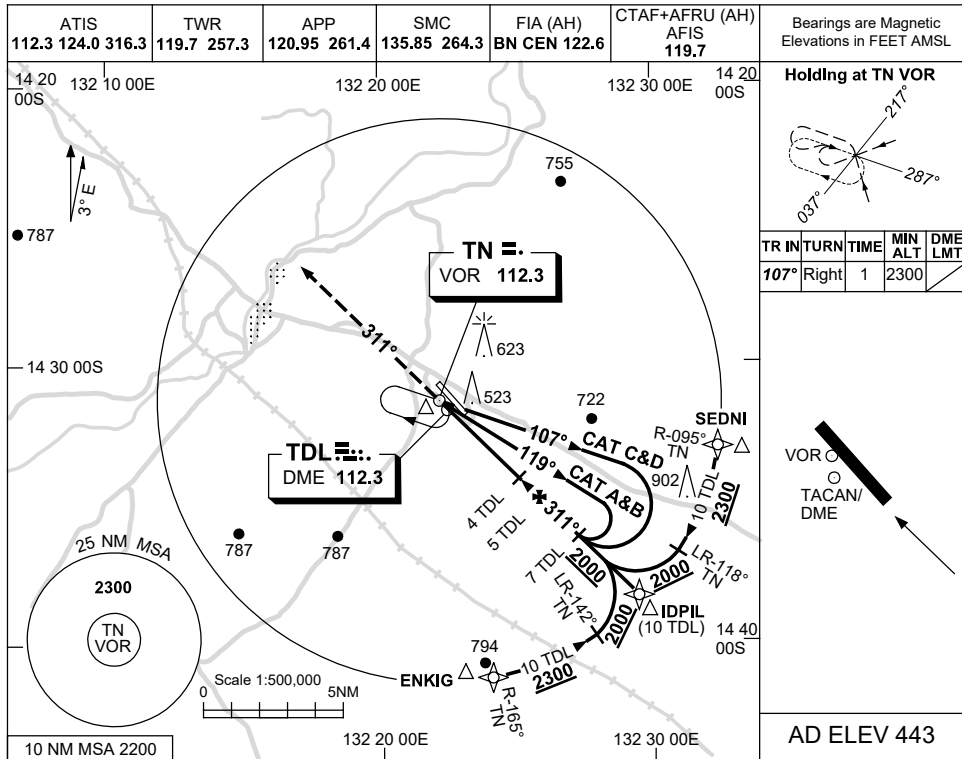 ATIS
112.3 124.0 316.3
TWR
119.7 257.3
APP
120.95 261.4
SMC
135.85 264.3
FIA (AH)
BN CEN 122.6
CTAF+AFRU (AH)
AFIS
119.7
Bearings are Magnetic
Elevations in FEET AMSL
14 20
00S
132 10 00E
132 20 00E
132 30 00E
14 20
00S
Holding at TN VOR
217°
287°
037°
TR IN TURN TIME MIN ALT DME LMT
107° Right 1 2300
3° E
787
755
TN
VOR 112.3
311°
623
14 30 00S
523
722
SEDNI
R-095°
TN
107°
CAT C&D
119°
CAT A&B
902
TDL
DME 112.3
10 TDL
2300
4 TDL
5 TDL
311°
7 TDL
2000
LR-118°
TN
2000
LR-142°
TN
2000
IDPIL
(10 TDL)
787
787
25 NM MSA
2300
TN
VOR
14 40
00S
794
ENKIG
10 TDL
2300
R-165°
TN
Scale 1:500,000
0 5NM
10 NM MSA 2200
132 20 00E
132 30 00E
VOR
TACAN/
DME
AD ELEV 443